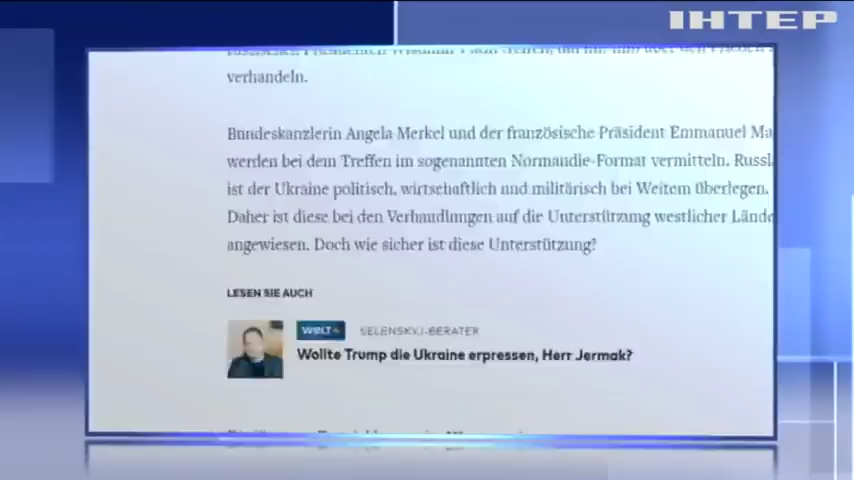 ІНТЕР
verhandeln.
Bundeskanzlerin Angela Merkel und der französische Präsident Emmanuel Ma
werden bei dem Treffen im sogenannten Normandie-Format vermitteln. Russl
ist der Ukraine politisch, wirtschaftlich und militärisch bei Weitem überlegen.
Daher ist diese bei den Verhandlungen auf die Unterstützung westlicher Lände
angewiesen. Doch wie sicher ist diese Unterstützung?
LESEN SIE AUCH
WELT+ SELENSKYJ-BERATER
Wollte Trump die Ukraine erpressen, Herr Jermak?